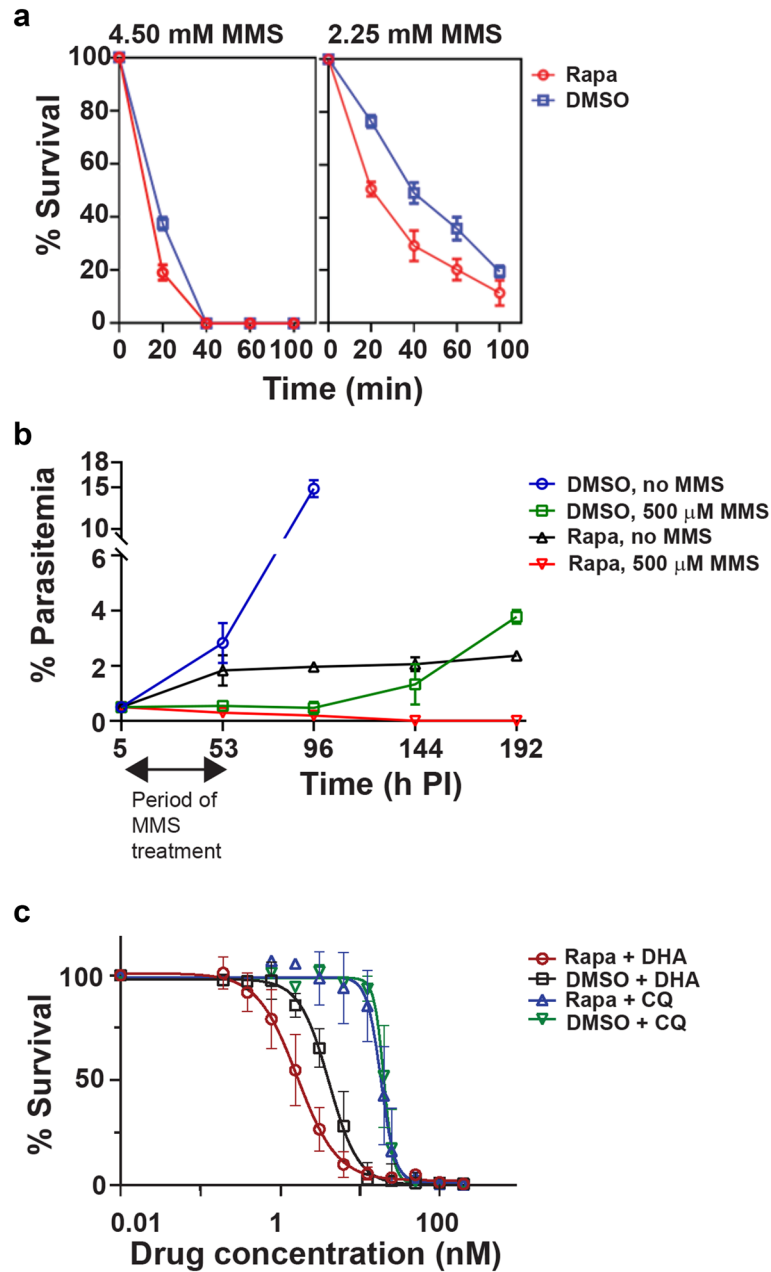 a
4.50 mM MMS 2.25 mM MMS
100
80
60
40
20
0
% Survival
0 20 40 60 100 0 20 40 60 100
Time (min)
Rapa
DMSO
b
18
15
10
6
4
2
0
% Parasitemia
5 53 96 144 192
Time (h PI)
Period of
MMS
treatment
DMSO, no MMS
DMSO, 500 μM MMS
Rapa, no MMS
Rapa, 500 μM MMS
c
100
50
0
% Survival
0.01 1 100
Drug concentration (nM)
Rapa + DHA
DMSO + DHA
Rapa + CQ
DMSO + CQ